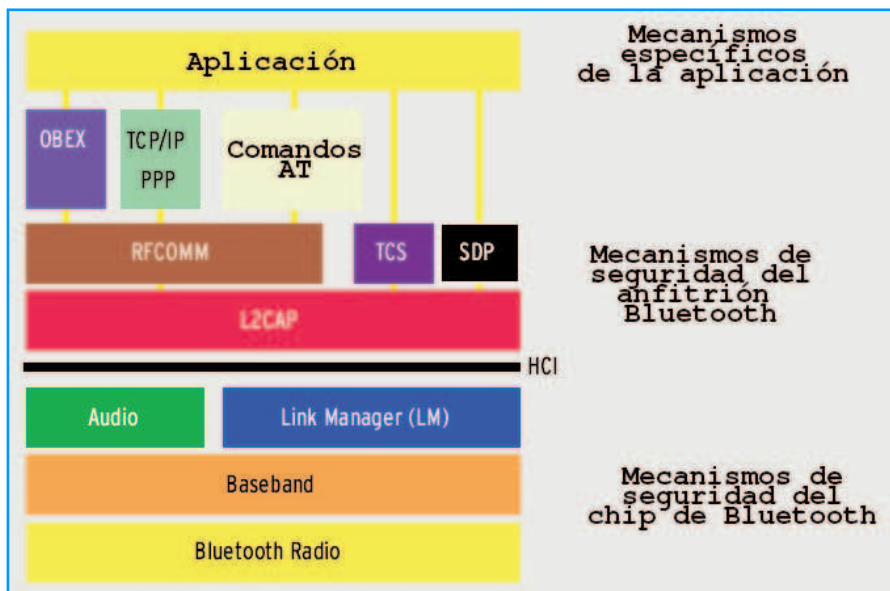 Aplicación
Mecanismos
específicos
de la aplicación
OBEX
TCP/IP
PPP
Comandos
AT
RFCOMM
TCS
SDP
Mecanismos de
seguridad del
anfitrión
Bluetooth
L2CAP
HCI
Audio
Link Manager (LM)
Baseband
Mecanismos de
seguridad del
chip de Bluetooth
Bluetooth Radio